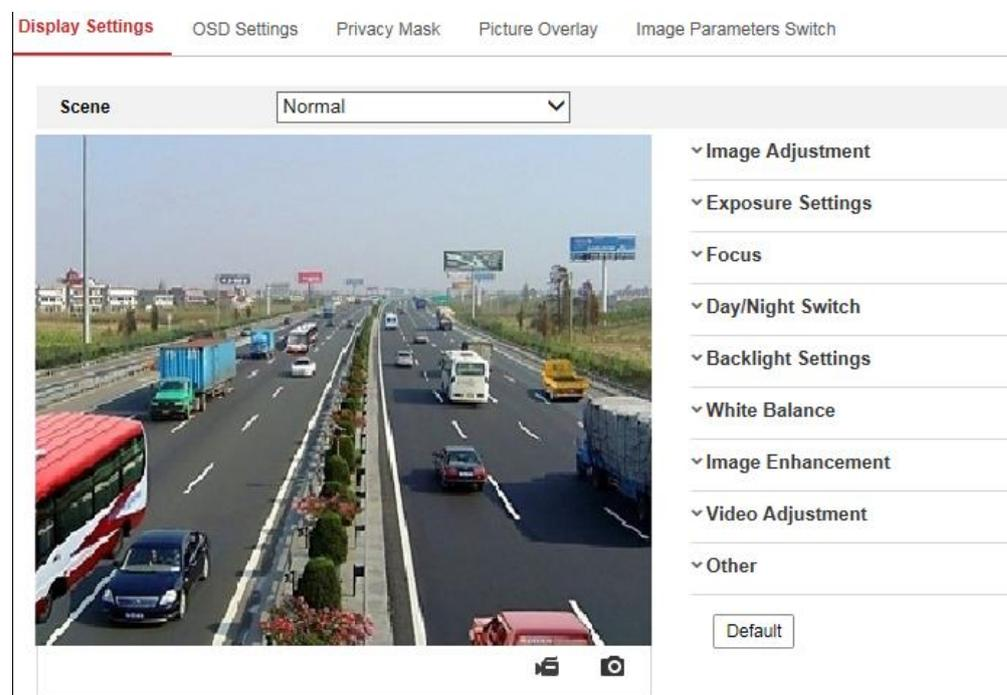 Display Settings OSD Settings Privacy Mask Picture Overlay Image Parameters Switch
Scene Normal
Image Adjustment
Exposure Settings
Focus
Day/Night Switch
Backlight Settings
White Balance
Image Enhancement
Video Adjustment
Other
Default